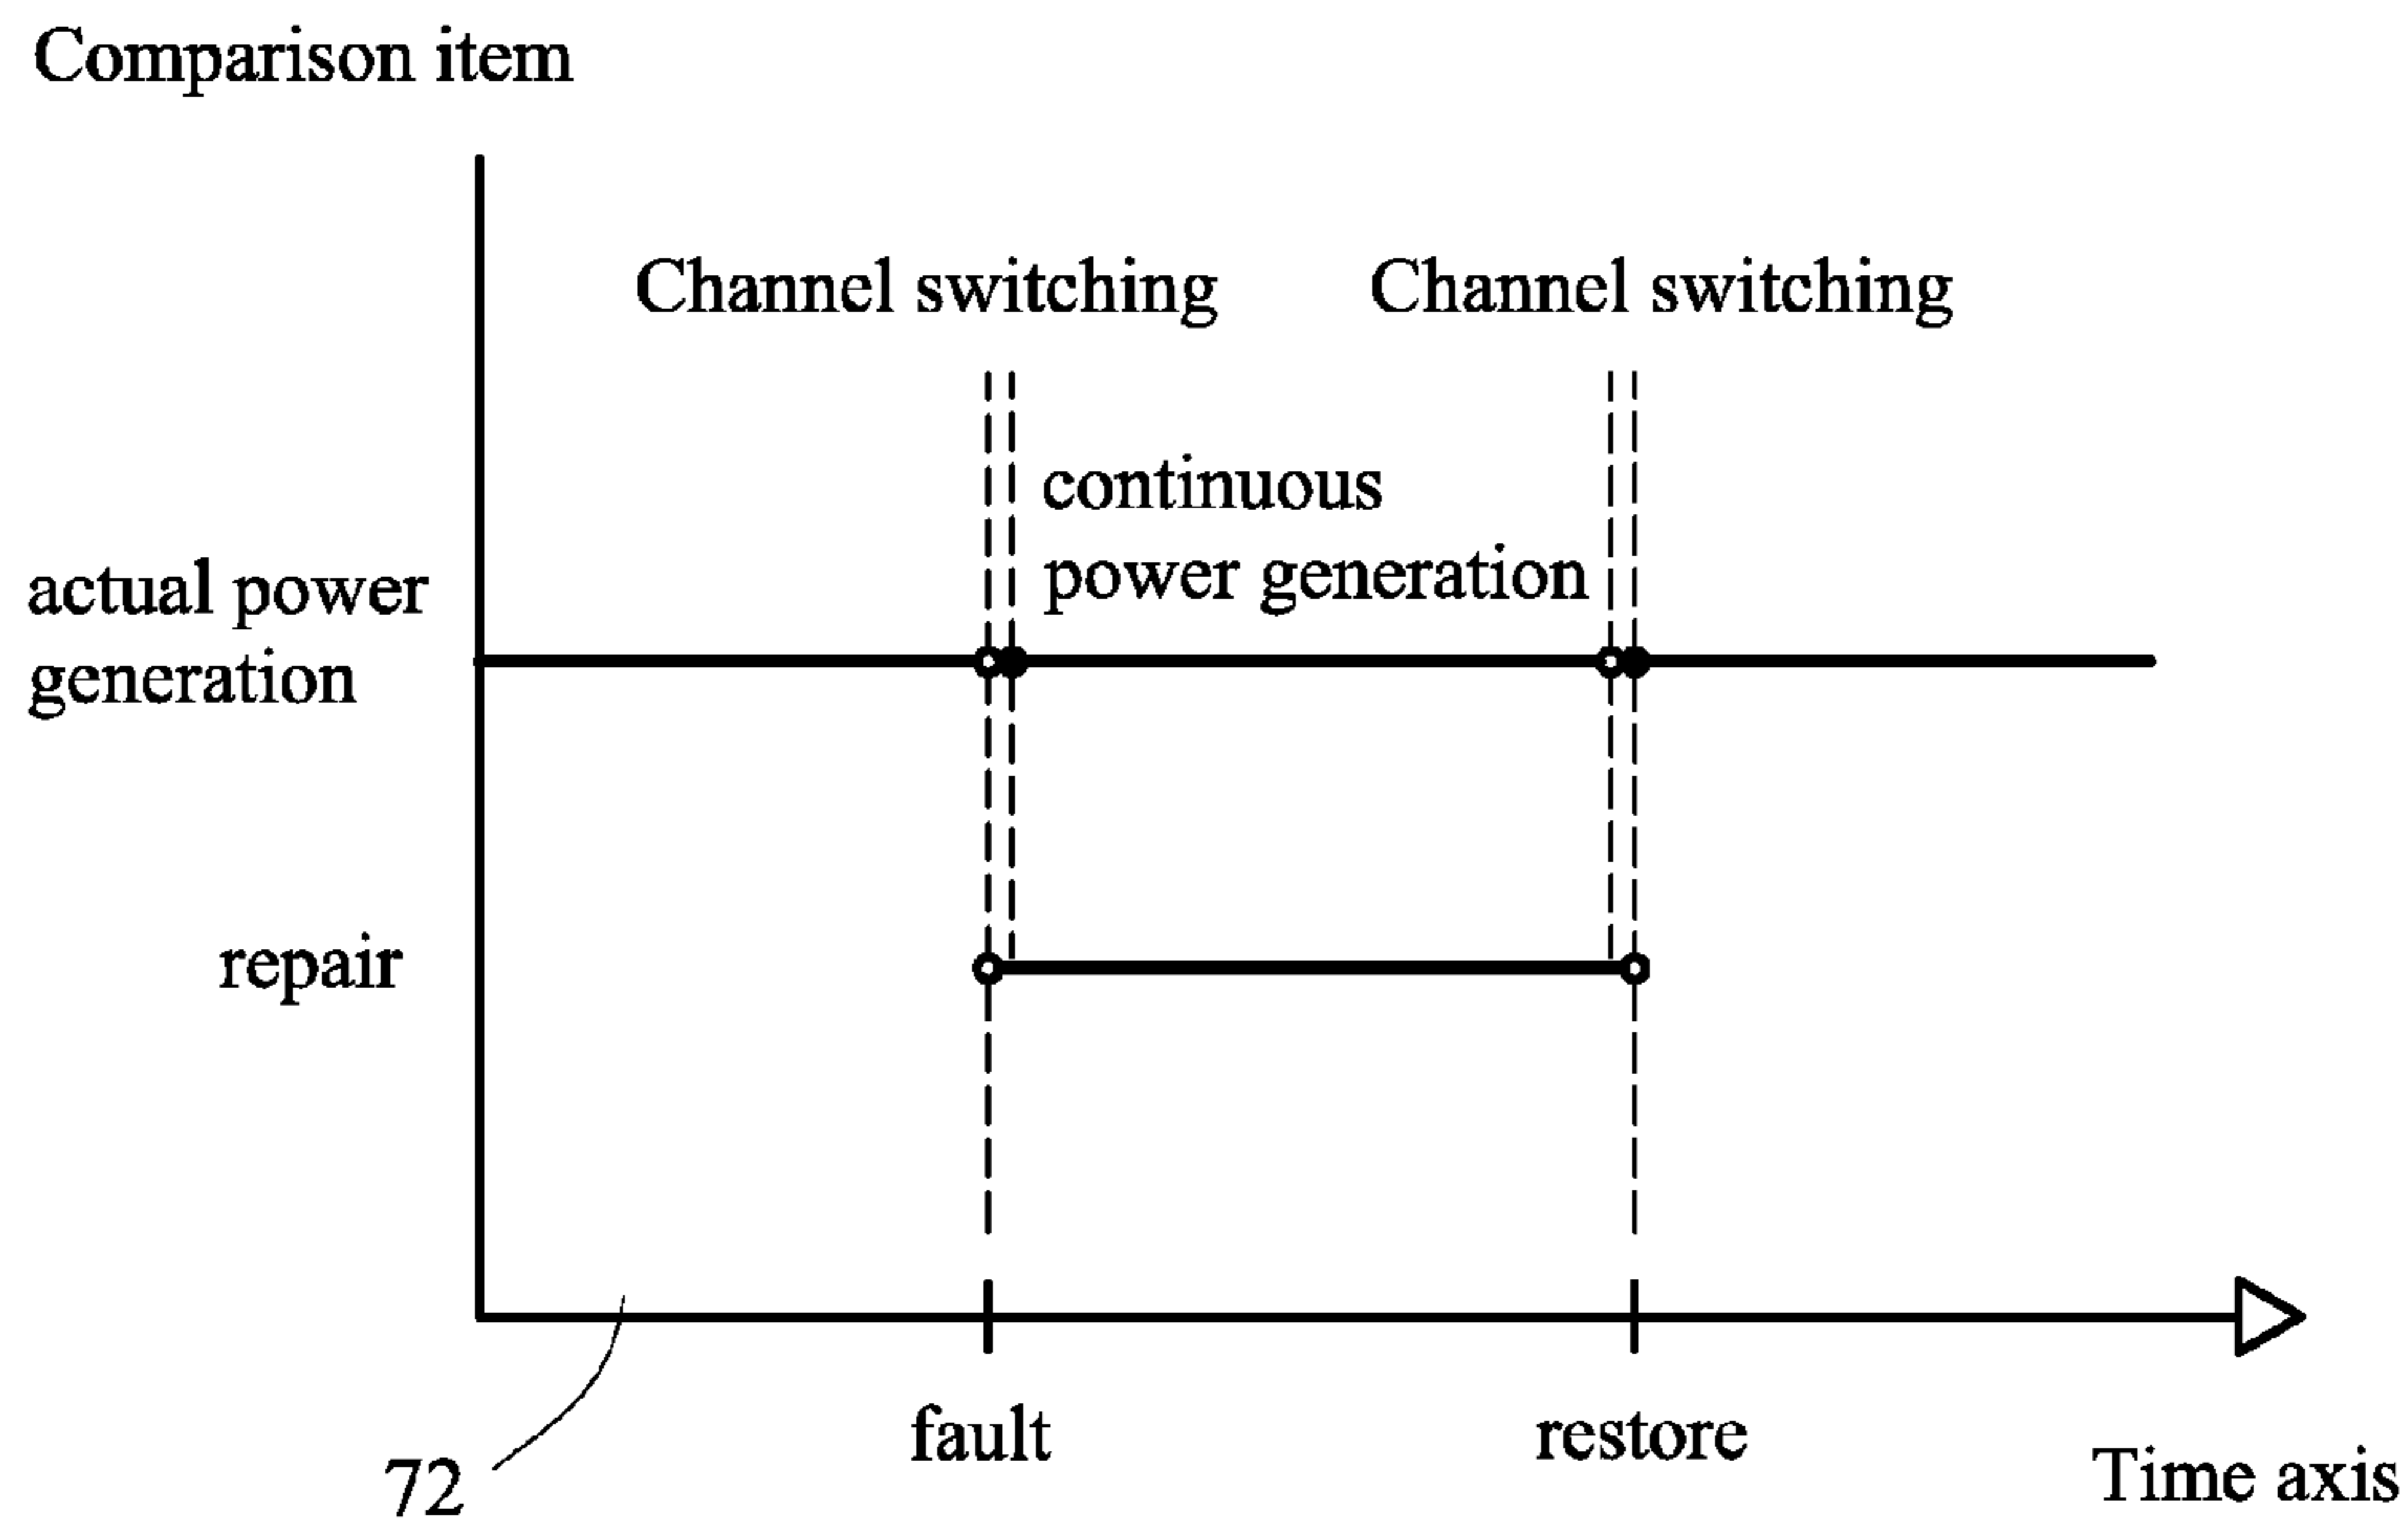 Comparison item
Channel switching
Channel switching
continuous
power generation
actual power
generation
repair
fault
restore
72
Time axis